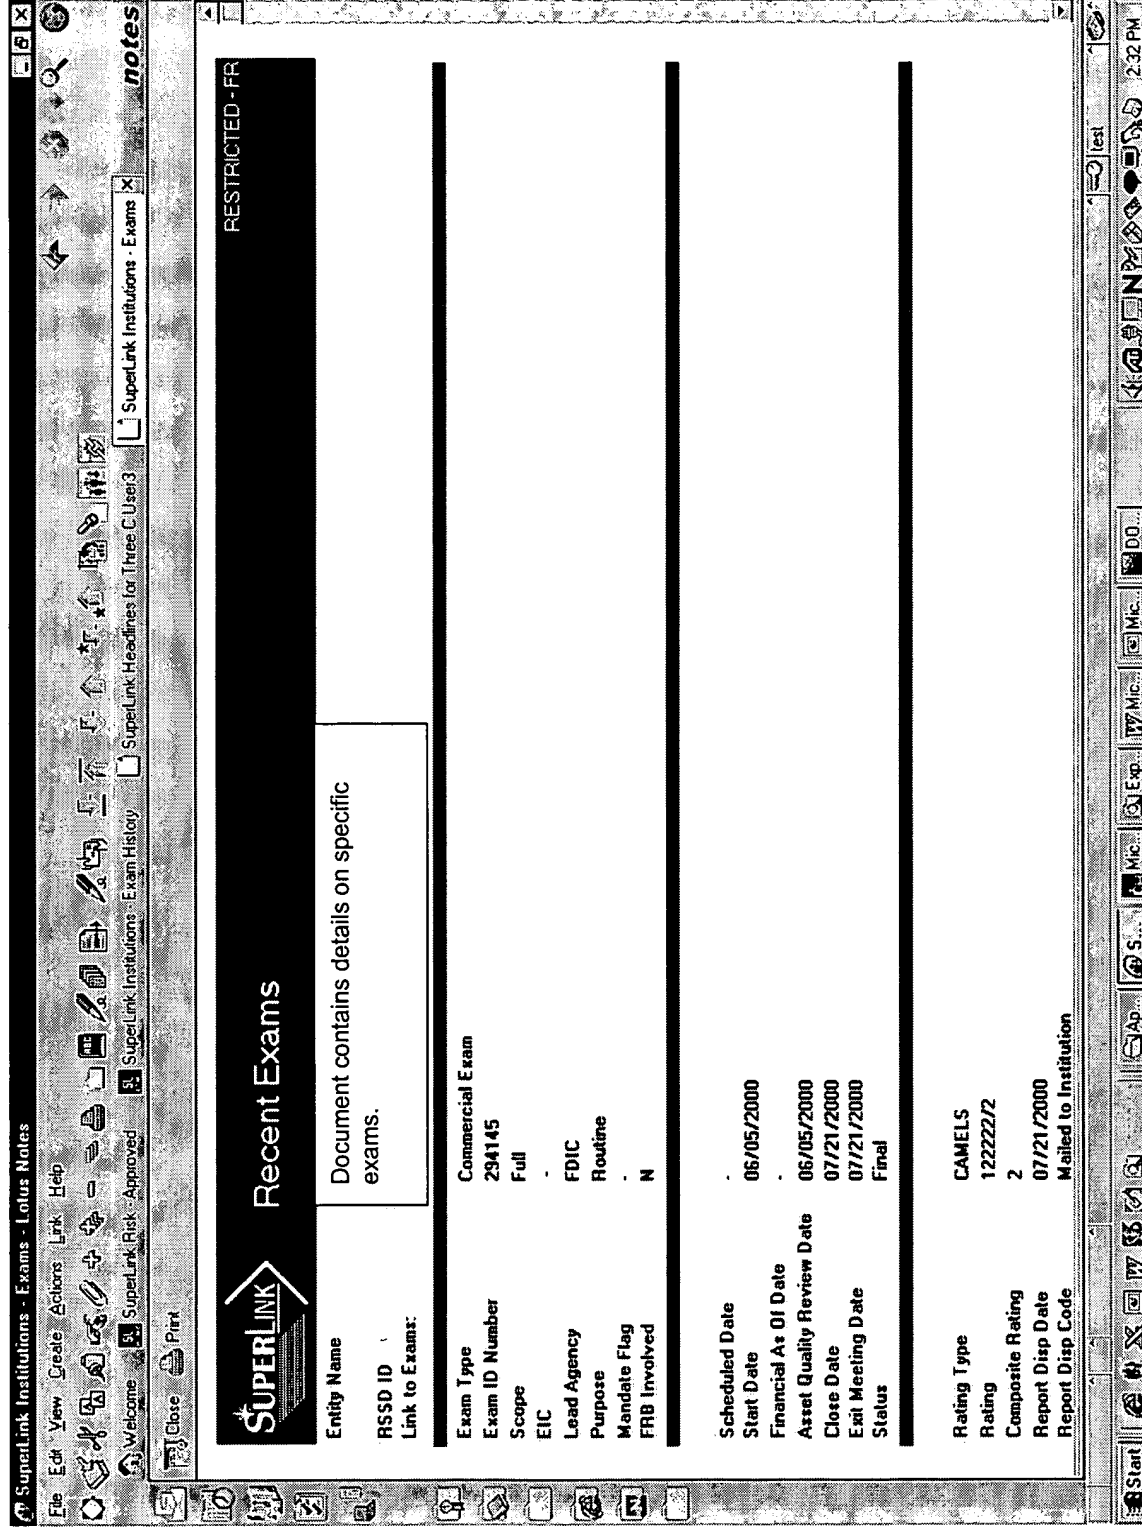 SuperLink Institutions - Exams - Lotus Notes
File Edit View Create Actions Link Help
Welcome SuperLink Risk - Approved SuperLink Institutions - Exam History SuperLink Headlines for Three C User3 SuperLink Institutions - Exams notes
Close Print
SUPERLINK Recent Exams RESTRICTED - FR
Entity Name
Document contains details on specific
exams.
RSSD ID
Link to Exams:
Exam Type Commercial Exam
Exam ID Number 294145
Scope Full
EIC -
Lead Agency FDIC
Purpose Routine
Mandate Flag -
FRB Involved N
Scheduled Date -
Start Date 06/05/2000
Financial As Of Date -
Asset Quality Review Date 06/05/2000
Close Date 07/21/2000
Exit Meeting Date 07/21/2000
Status Final
Rating Type CAMELS
Rating 122222/2
Composite Rating 2
Report Disp Date 07/21/2000
Report Disp Code Mailed to Institution
test
Start Ap... S... Mic... Exp... Mic... Mic... DO... 2:32 PM